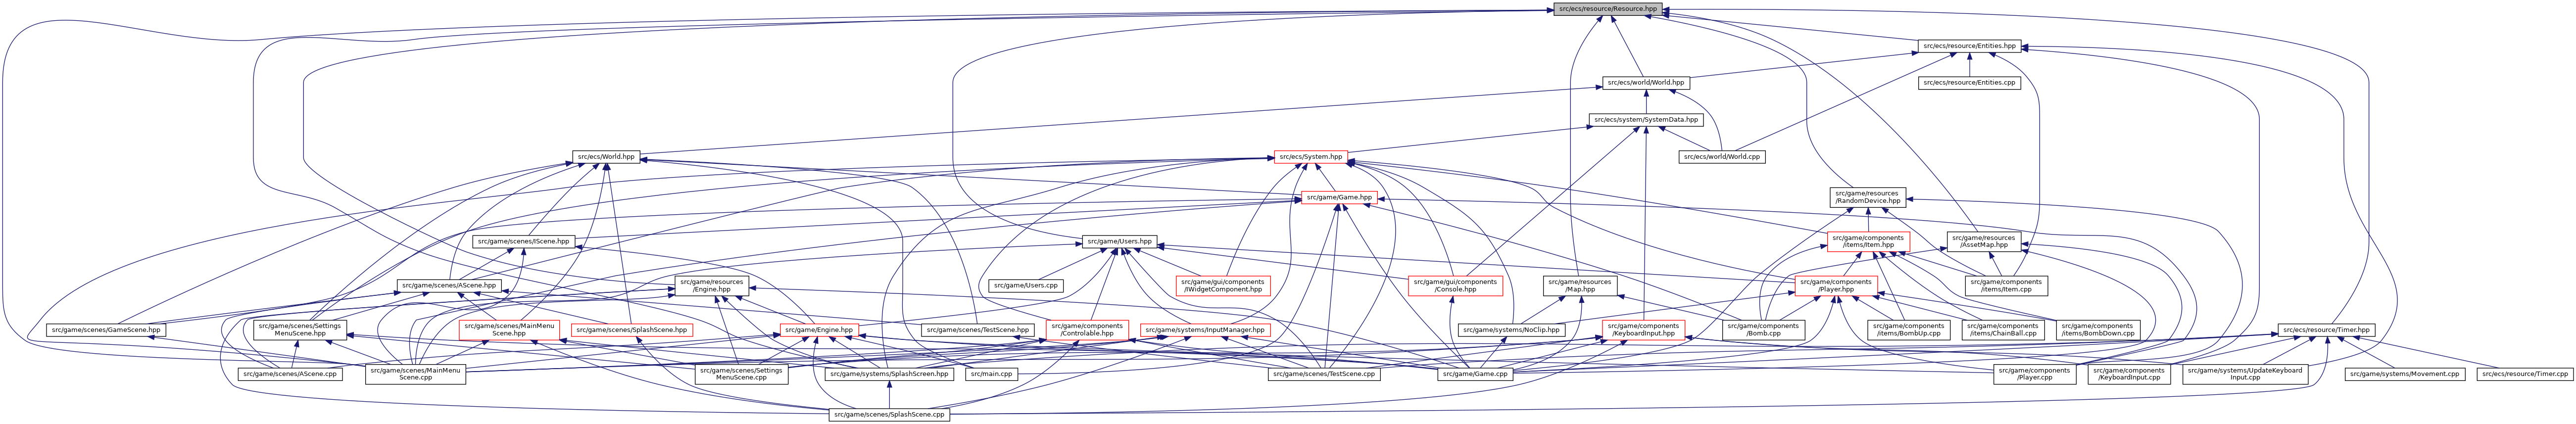 src/ecs/resource/Resource.hpp
src/ecs/resource/Entities.hpp
src/ecs/world/World.hpp
src/ecs/resource/Entities.cpp
src/ecs/system/SystemData.hpp
src/ecs/World.hpp
src/ecs/System.hpp
src/ecs/world/World.cpp
src/game/Game.hpp
src/game/resources
/RandomDevice.hpp
src/game/scenes/IScene.hpp
src/game/Users.hpp
src/game/components
/items/Item.hpp
src/game/resources
/AssetMap.hpp
src/game/scenes/AScene.hpp
src/game/resources
/Engine.hpp
src/game/Users.cpp
src/game/gui/components
/IWidgetComponent.hpp
src/game/gui/components
/Console.hpp
src/game/resources
/Map.hpp
src/game/components
/Player.hpp
src/game/components
/items/Item.cpp
src/game/scenes/GameScene.hpp
src/game/scenes/Settings
MenuScene.hpp
src/game/scenes/MainMenu
Scene.hpp
src/game/scenes/SplashScene.hpp
src/game/Engine.hpp
src/game/scenes/TestScene.hpp
src/game/components
/Controlable.hpp
src/game/systems/InputManager.hpp
src/game/systems/NoClip.hpp
src/game/components
/KeyboardInput.hpp
src/game/components
/Bomb.cpp
src/game/components
/items/BombUp.cpp
src/game/components
/items/ChainBall.cpp
src/game/components
/items/BombDown.cpp
src/ecs/resource/Timer.hpp
src/game/scenes/AScene.cpp
src/game/scenes/MainMenu
Scene.cpp
src/game/scenes/Settings
MenuScene.cpp
src/game/systems/SplashScreen.hpp
src/main.cpp
src/game/scenes/TestScene.cpp
src/game/Game.cpp
src/game/components
/Player.cpp
src/game/components
/KeyboardInput.cpp
src/game/systems/UpdateKeyboard
Input.cpp
src/game/systems/Movement.cpp
src/ecs/resource/Timer.cpp
src/game/scenes/SplashScene.cpp